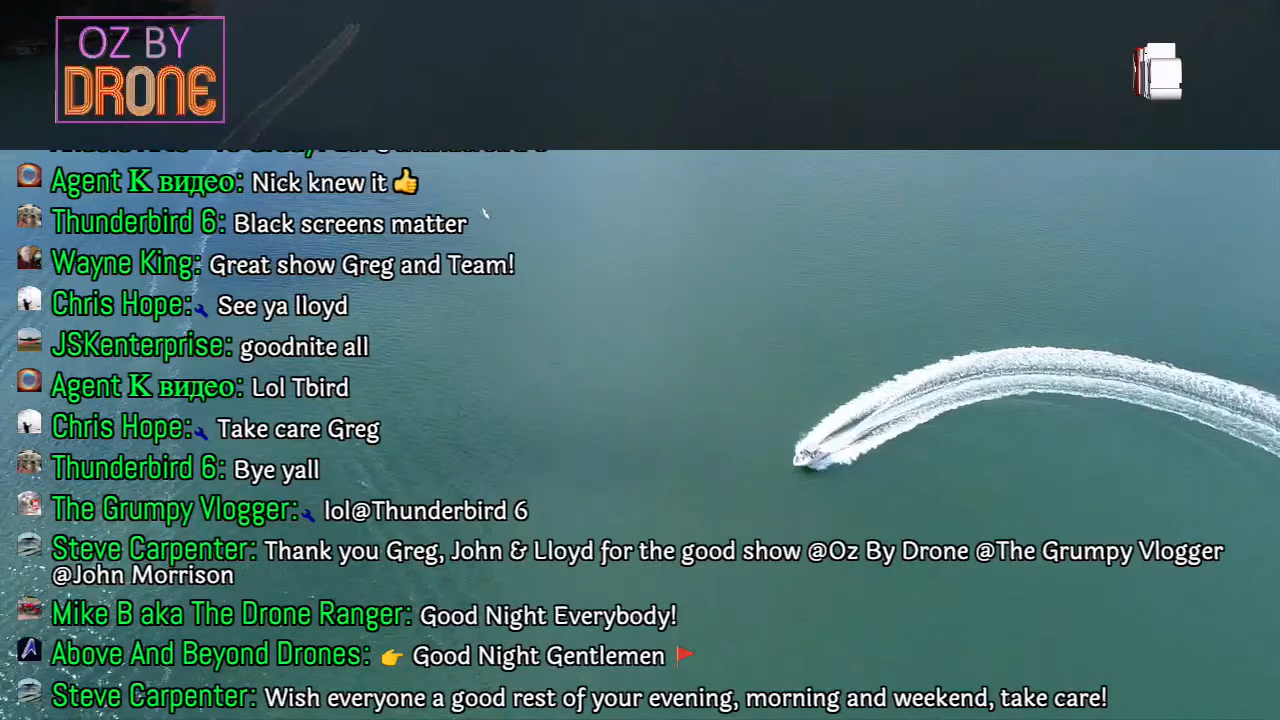 OZ BY
DRONE
Agent K видео: Nick knew it👍
Thunderbird 6: Black screens matter
Wayne King: Great show Greg and Team!
Chris Hope: See ya lloyd
JSKenterprise: goodnite all
Agent K видео: Lol Tbird
Chris Hope: Take care Greg
Thunderbird 6: Bye yall
The Grumpy Vlogger: lol@Thunderbird 6
Steve Carpenter: Thank you Greg, John & Lloyd for the good show @Oz By Drone @The Grumpy Vlogger
@John Morrison
Mike B aka The Drone Ranger: Good Night Everybody!
Above And Beyond Drones: 👉 Good Night Gentlemen 🚩
Steve Carpenter: Wish everyone a good rest of your evening, morning and weekend, take care!